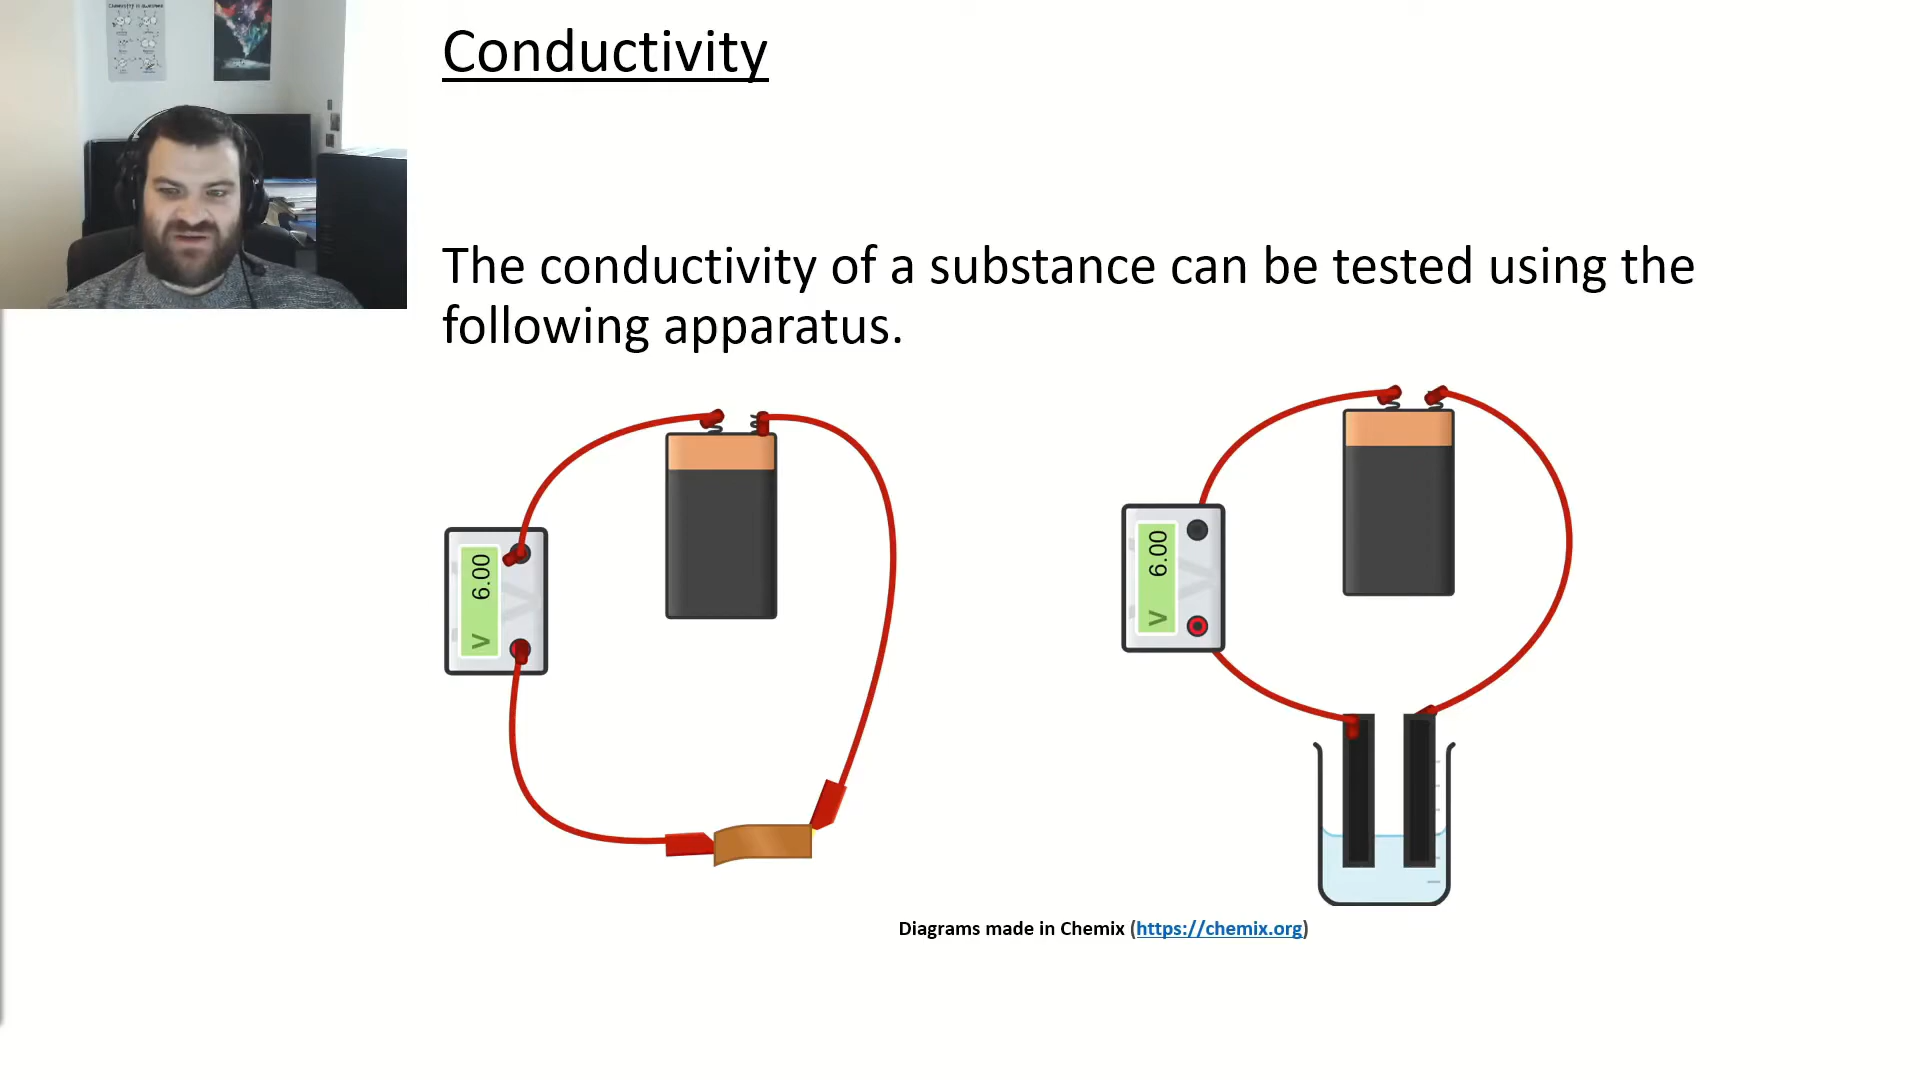 Conductivity
The conductivity of a substance can be tested using the
following apparatus.
6.00
V
V
6.00
V
V
Diagrams made in Chemix (https://chemix.org)